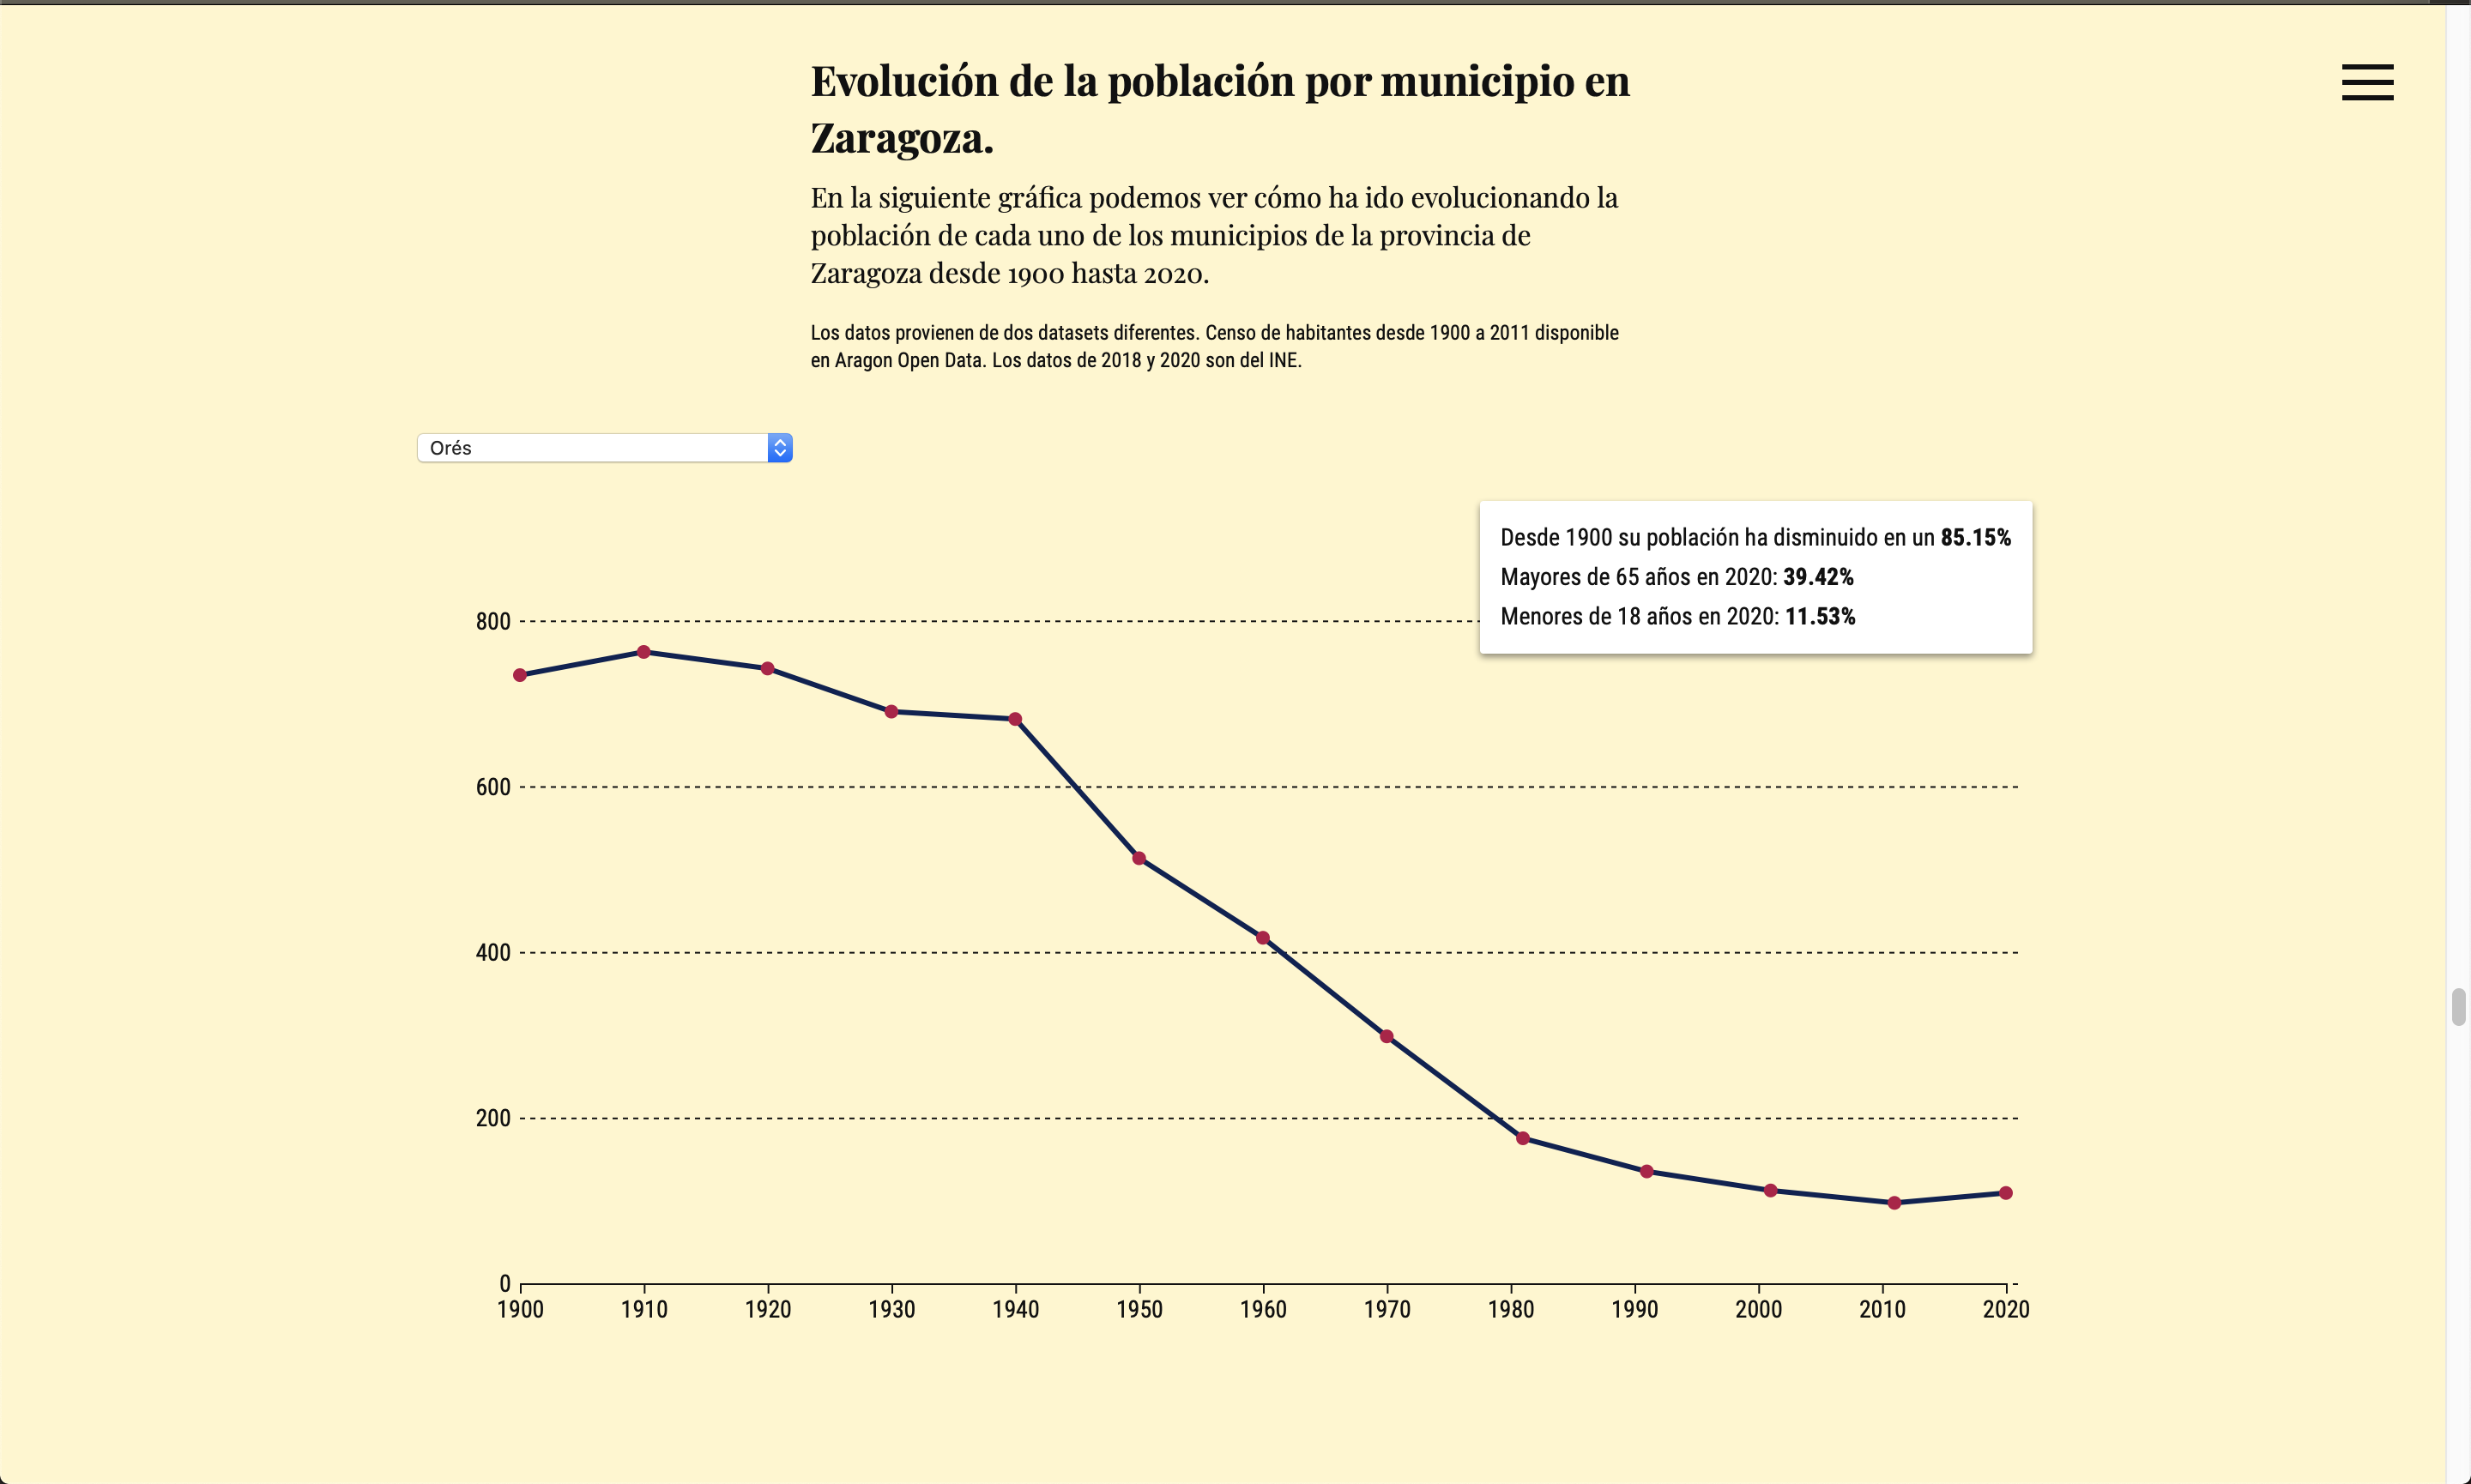 Evolución de la población por municipio en
Zaragoza.
En la siguiente gráfica podemos ver cómo ha ido evolucionando la
población de cada uno de los municipios de la provincia de
Zaragoza desde 1900 hasta 2020.
Los datos provienen de dos datasets diferentes. Censo de habitantes desde 1900 a 2011 disponible
en Aragon Open Data. Los datos de 2018 y 2020 son del INE.
Orés
Desde 1900 su población ha disminuido en un 85.15%
Mayores de 65 años en 2020: 39.42%
Menores de 18 años en 2020: 11.53%
800
600
400
200
0
1900 1910 1920 1930 1940 1950 1960 1970 1980 1990 2000 2010 2020